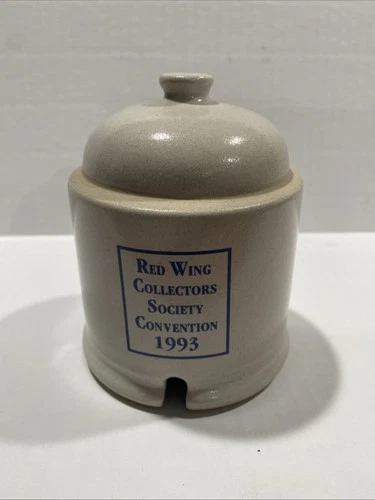 RED WING
COLLECTORS
SOCIETY
CONVENTION
1993